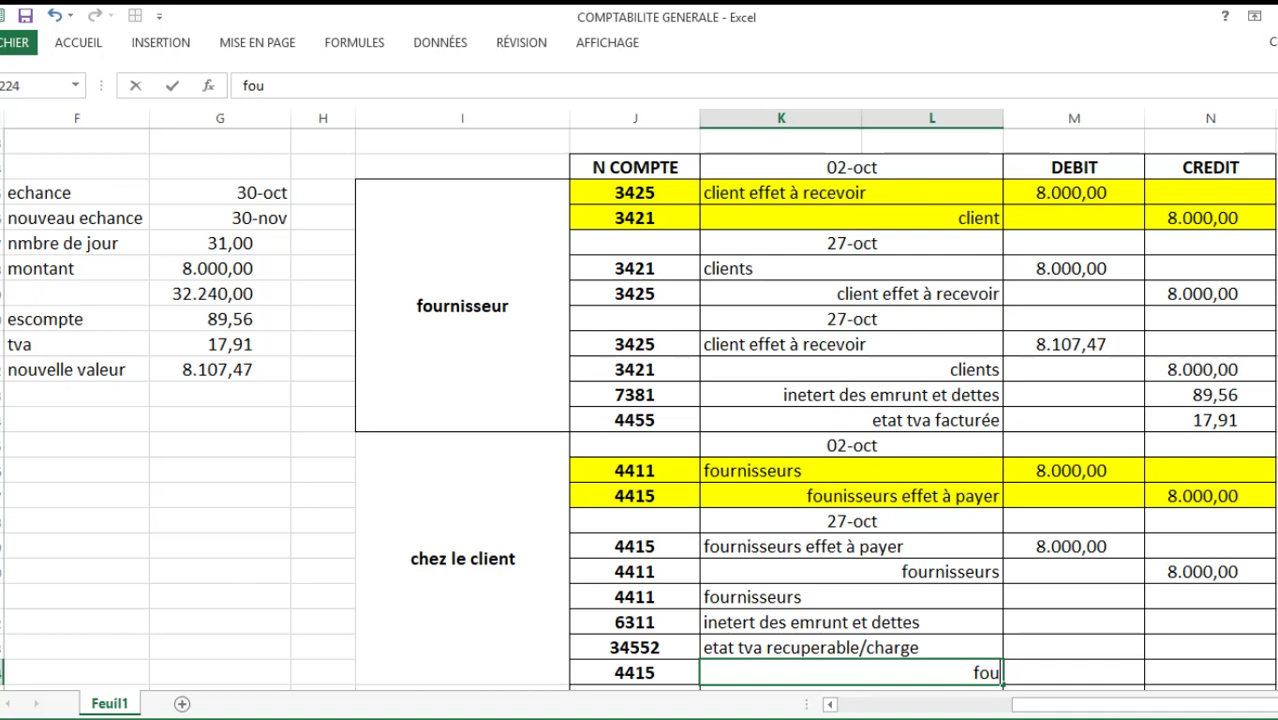 COMPTABILITE GENERALE - Excel
?
CHIER ACCUEIL INSERTION MISE EN PAGE FORMULES DONNÉES RÉVISION AFFICHAGE
224 fx fou
F G H I J K L M N
N COMPTE 02-oct DEBIT CREDIT
echance 30-oct 3425 client effet à recevoir 8.000,00
nouveau echance 30-nov 3421 client 8.000,00
nmbre de jour 31,00 27-oct
montant 8.000,00 3421 clients 8.000,00
32.240,00 3425 client effet à recevoir 8.000,00
fournisseur
escompte 89,56 27-oct
tva 17,91 3425 client effet à recevoir 8.107,47
nouvelle valeur 8.107,47 3421 clients 8.000,00
7381 inetert des emrunt et dettes 89,56
4455 etat tva facturée 17,91
02-oct
4411 fournisseurs 8.000,00
4415 founisseurs effet à payer 8.000,00
27-oct
4415 fournisseurs effet à payer 8.000,00
chez le client
4411 fournisseurs 8.000,00
4411 fournisseurs
6311 inetert des emrunt et dettes
34552 etat tva recuperable/charge
4415 fou
Feuil1